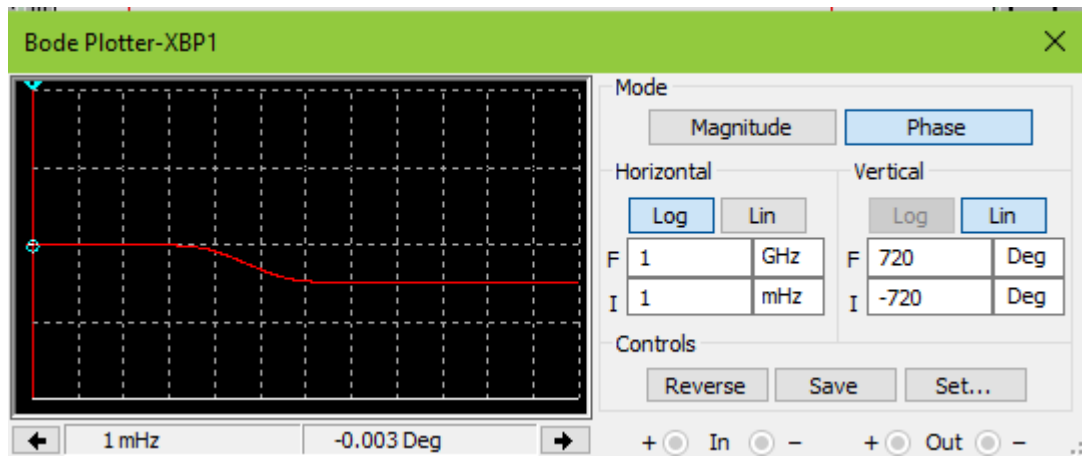 Bode Plotter-XBP1
Mode
Magnitude Phase
Horizontal Vertical
Log Lin Log Lin
F 1 GHz F 720 Deg
I 1 mHz I -720 Deg
Controls
Reverse Save Set...
1 mHz -0.003 Deg + In - + Out -